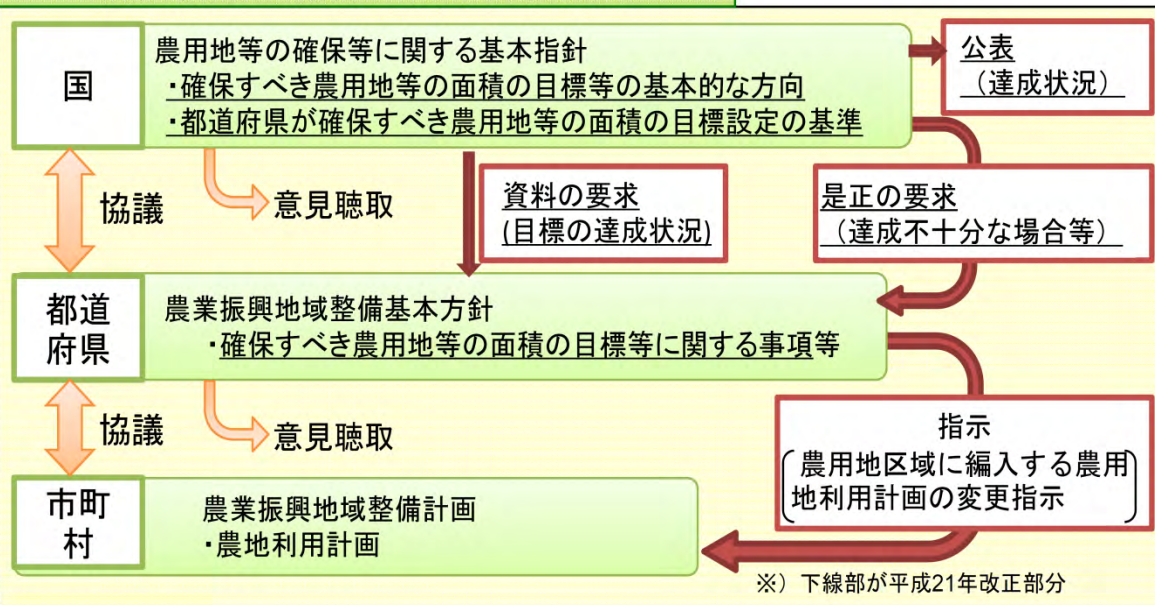 国
農用地等の確保等に関する基本指針
・確保すべき農用地等の面積の目標等の基本的な方向
・都道府県が確保すべき農用地等の面積の目標設定の基準
公表
(達成状況)
協議
意見聴取
資料の要求
(目標の達成状況)
是正の要求
(達成不十分な場合等)
都道
府県
農業振興地域整備基本方針
・確保すべき農用地等の面積の目標等に関する事項等
協議
意見聴取
指示
農用地区域に編入する農用
地利用計画の変更指示
市町
村
農業振興地域整備計画
・農地利用計画
※)下線部が平成21年改正部分